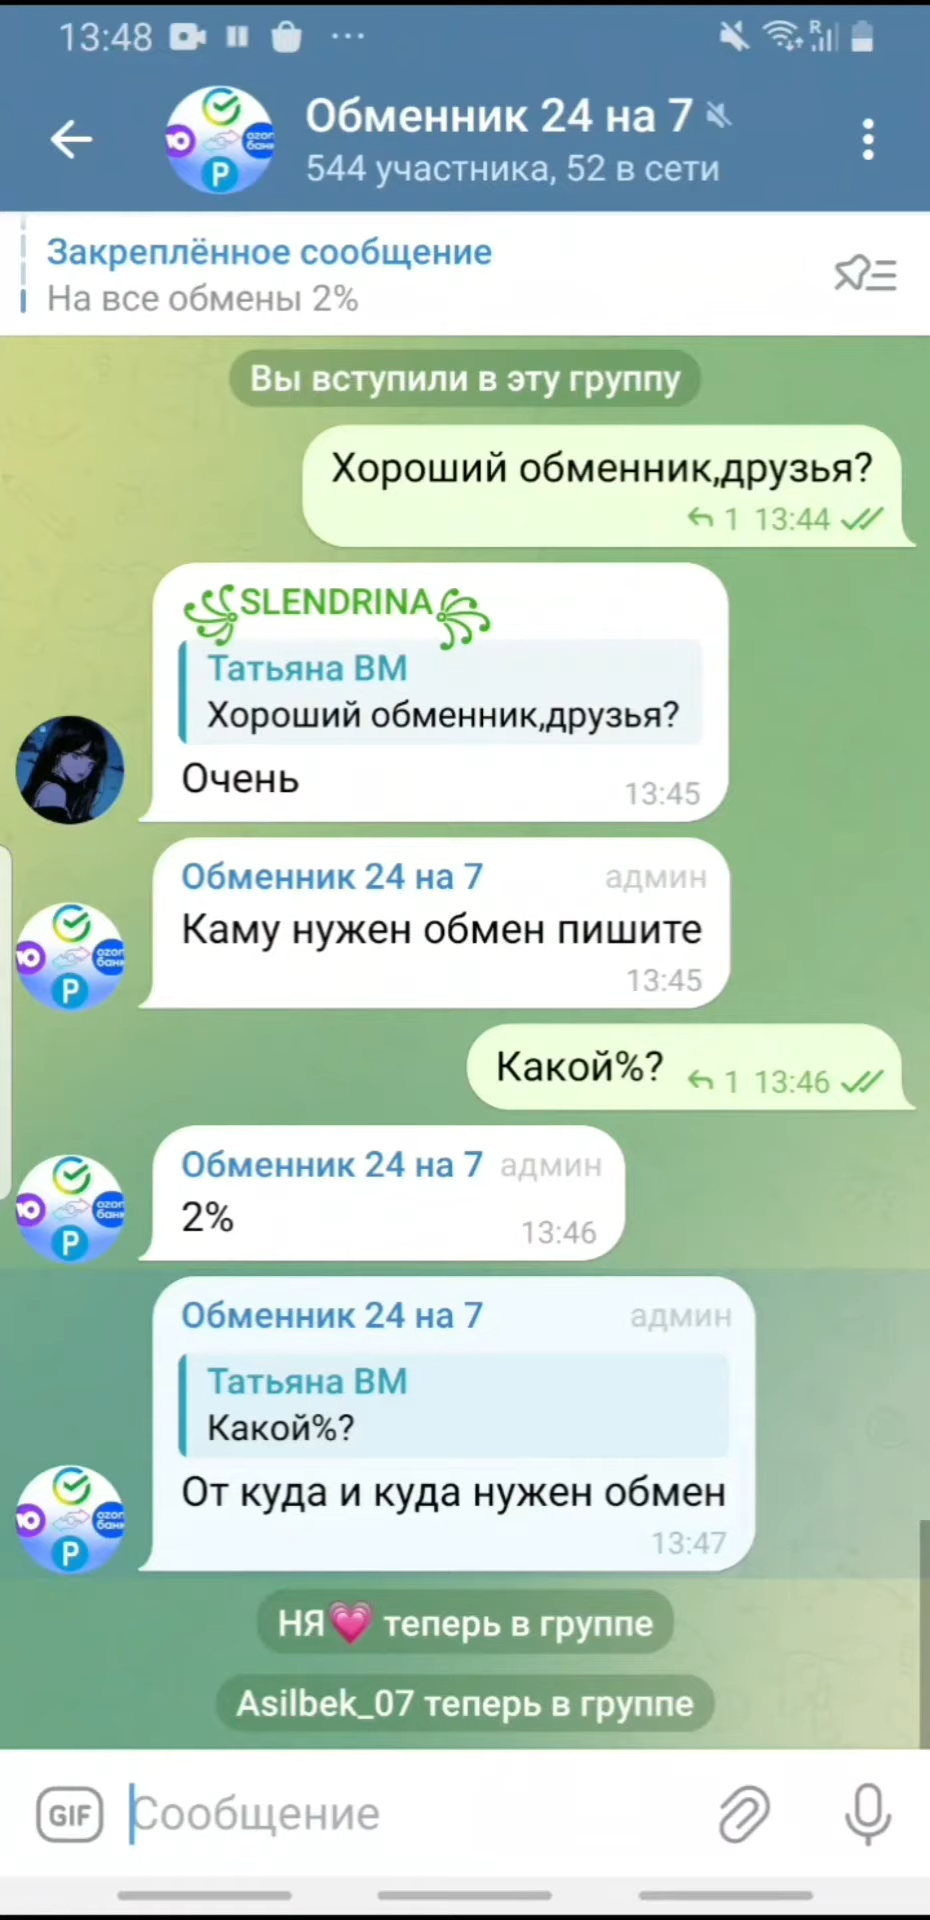 13:48
Обменник 24 на 7
544 участника, 52 в сети
Закреплённое сообщение
На все обмены 2%
Вы вступили в эту группу
Хороший обменник,друзья?
1 13:44
SLENDRINA
Татьяна ВМ
Хороший обменник,друзья?
Очень
13:45
Обменник 24 на 7 админ
Каму нужен обмен пишите
13:45
Какой%?
1 13:46
Обменник 24 на 7 админ
2%
13:46
Обменник 24 на 7 админ
Татьяна ВМ
Какой%?
От куда и куда нужен обмен
13:47
НЯ💗 теперь в группе
Asilbek_07 теперь в группе
GIF Сообщение